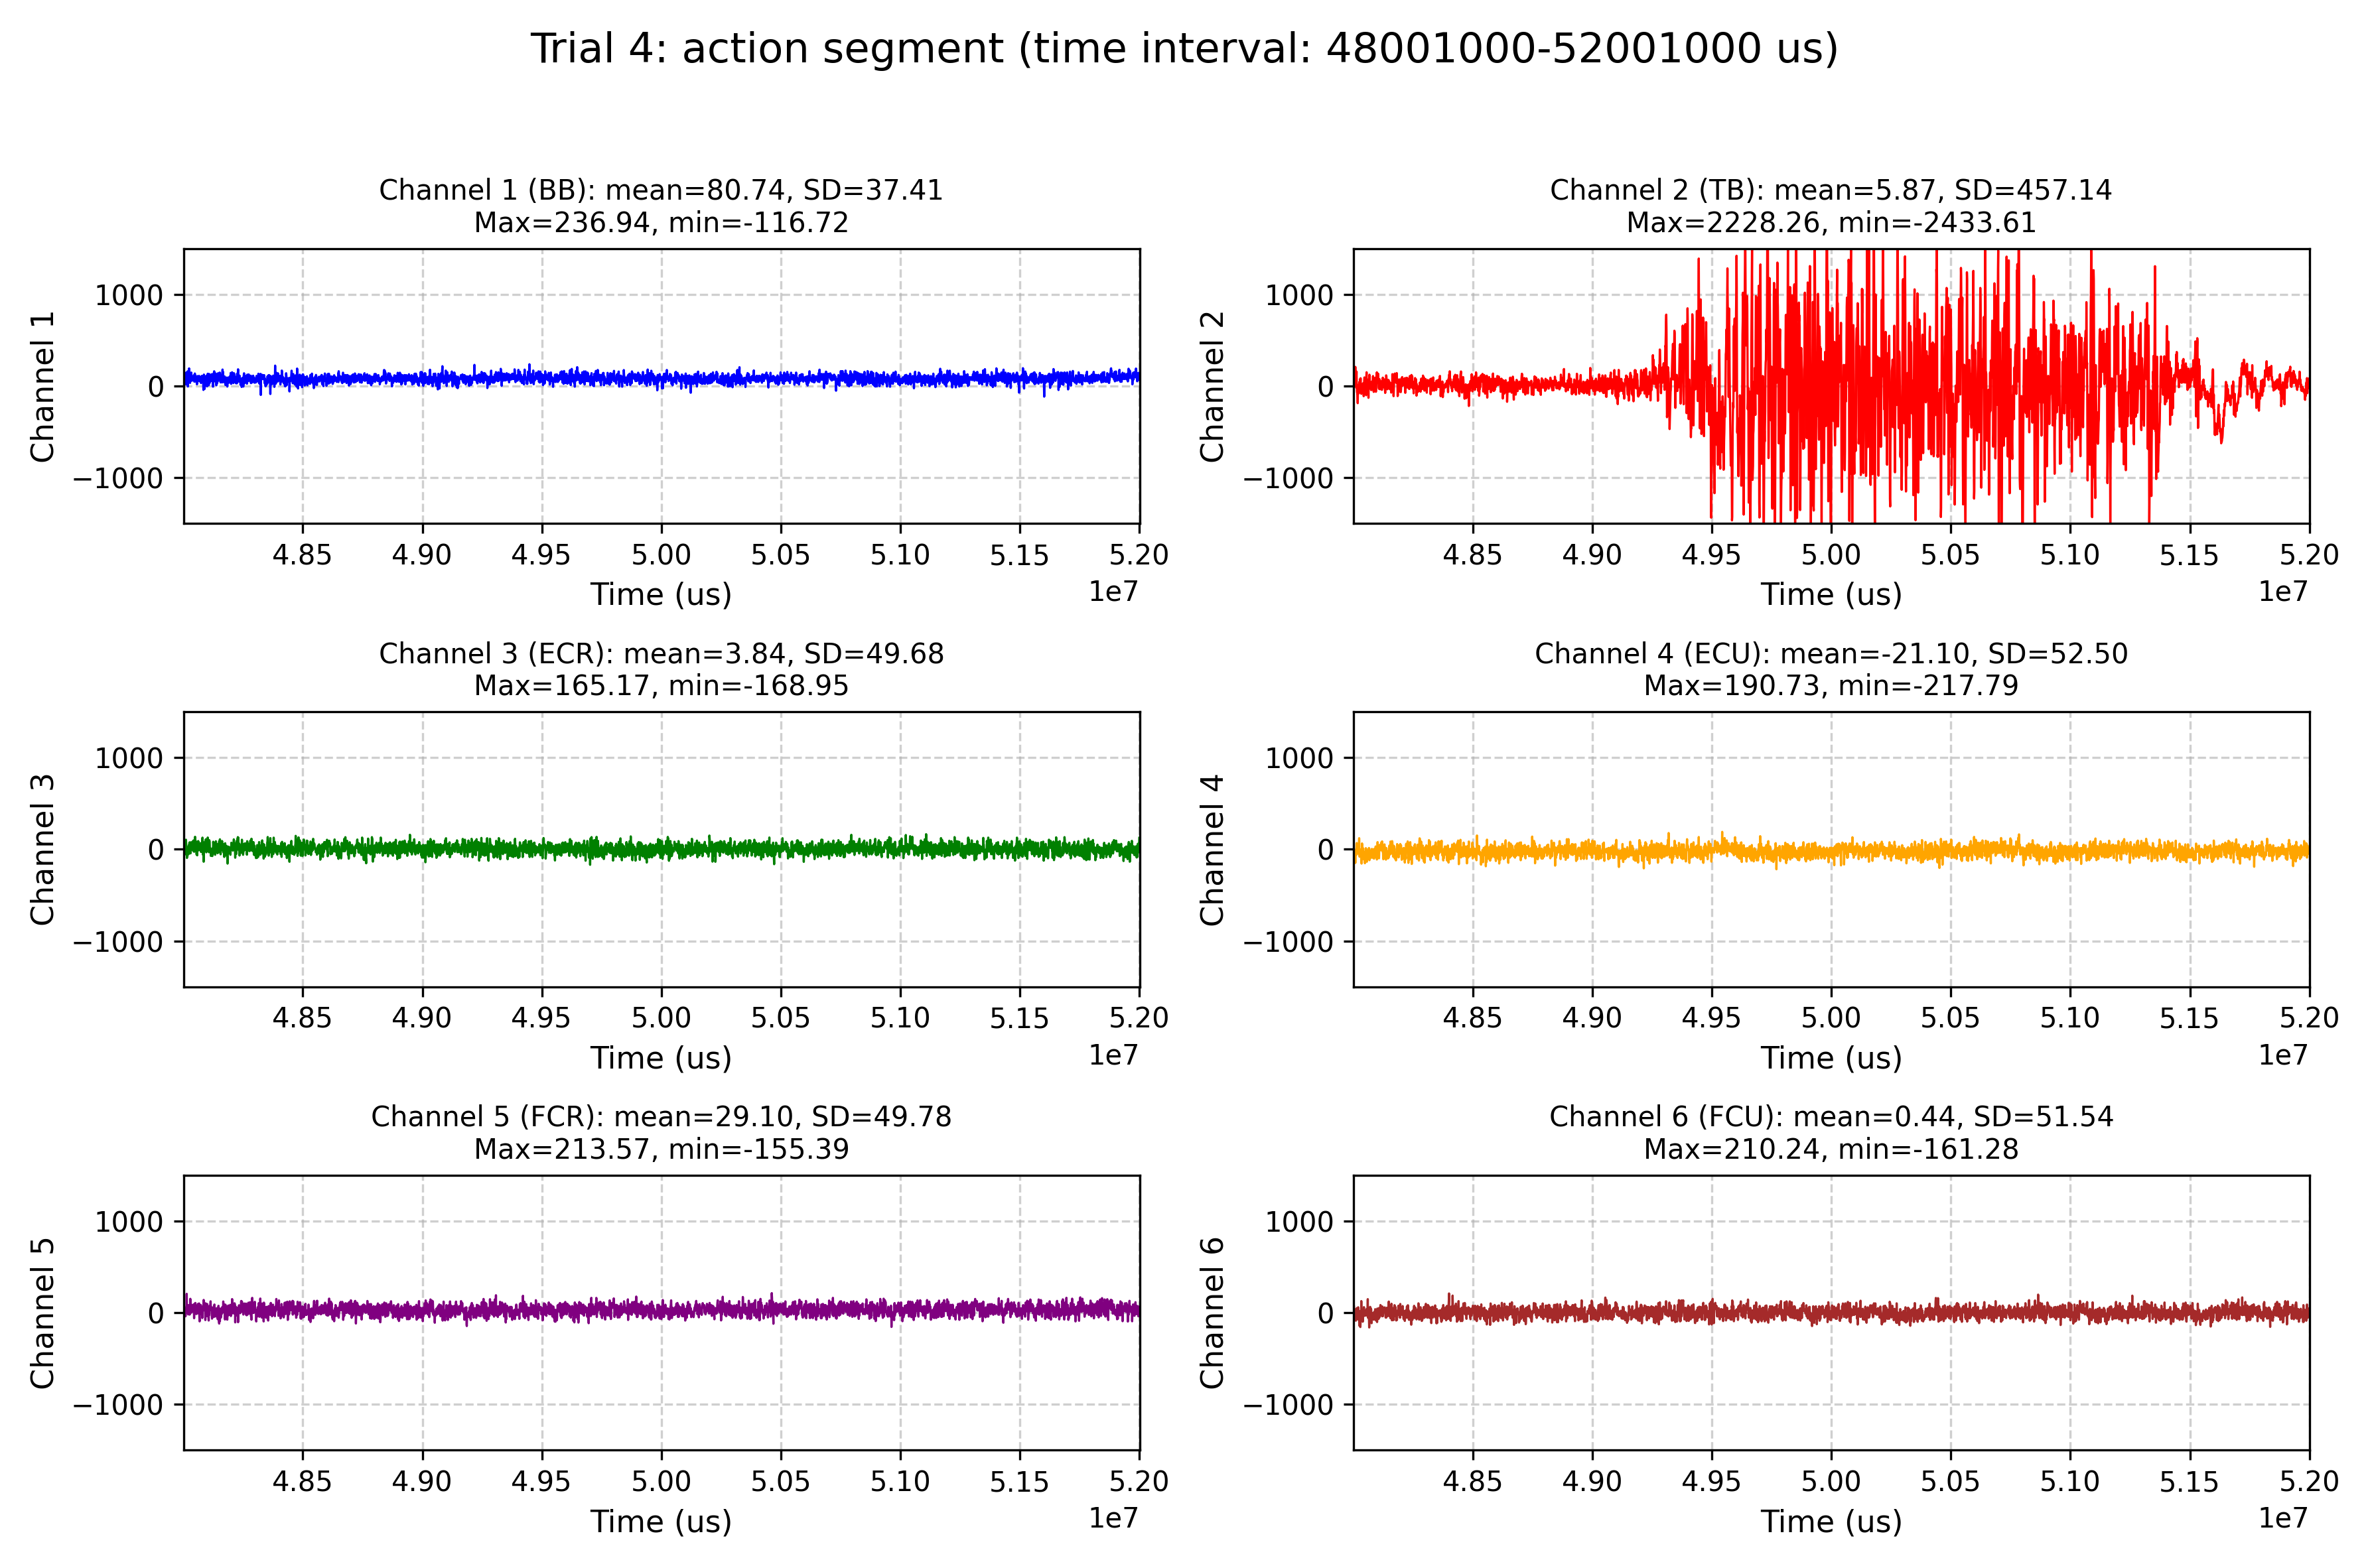 Trial 4: action segment (time interval: 48001000-52001000 us)
Channel 1 (BB): mean=80.74, SD=37.41
Max=236.94, min=-116.72
Channel 1
1000
0
−1000
4.85 4.90 4.95 5.00 5.05 5.10 5.15 5.20
1e7
Time (us)
Channel 2 (TB): mean=5.87, SD=457.14
Max=2228.26, min=-2433.61
Channel 2
1000
0
−1000
4.85 4.90 4.95 5.00 5.05 5.10 5.15 5.20
1e7
Time (us)
Channel 3 (ECR): mean=3.84, SD=49.68
Max=165.17, min=-168.95
Channel 3
1000
0
−1000
4.85 4.90 4.95 5.00 5.05 5.10 5.15 5.20
1e7
Time (us)
Channel 4 (ECU): mean=-21.10, SD=52.50
Max=190.73, min=-217.79
Channel 4
1000
0
−1000
4.85 4.90 4.95 5.00 5.05 5.10 5.15 5.20
1e7
Time (us)
Channel 5 (FCR): mean=29.10, SD=49.78
Max=213.57, min=-155.39
Channel 5
1000
0
−1000
4.85 4.90 4.95 5.00 5.05 5.10 5.15 5.20
1e7
Time (us)
Channel 6 (FCU): mean=0.44, SD=51.54
Max=210.24, min=-161.28
Channel 6
1000
0
−1000
4.85 4.90 4.95 5.00 5.05 5.10 5.15 5.20
1e7
Time (us)